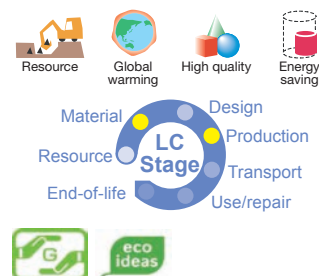 Resource
Global
warming
High quality
Energy
saving
Design
Material
Production
LC
Stage
Resource
Transport
End-of-life
Use/repair
G
eco
ideas